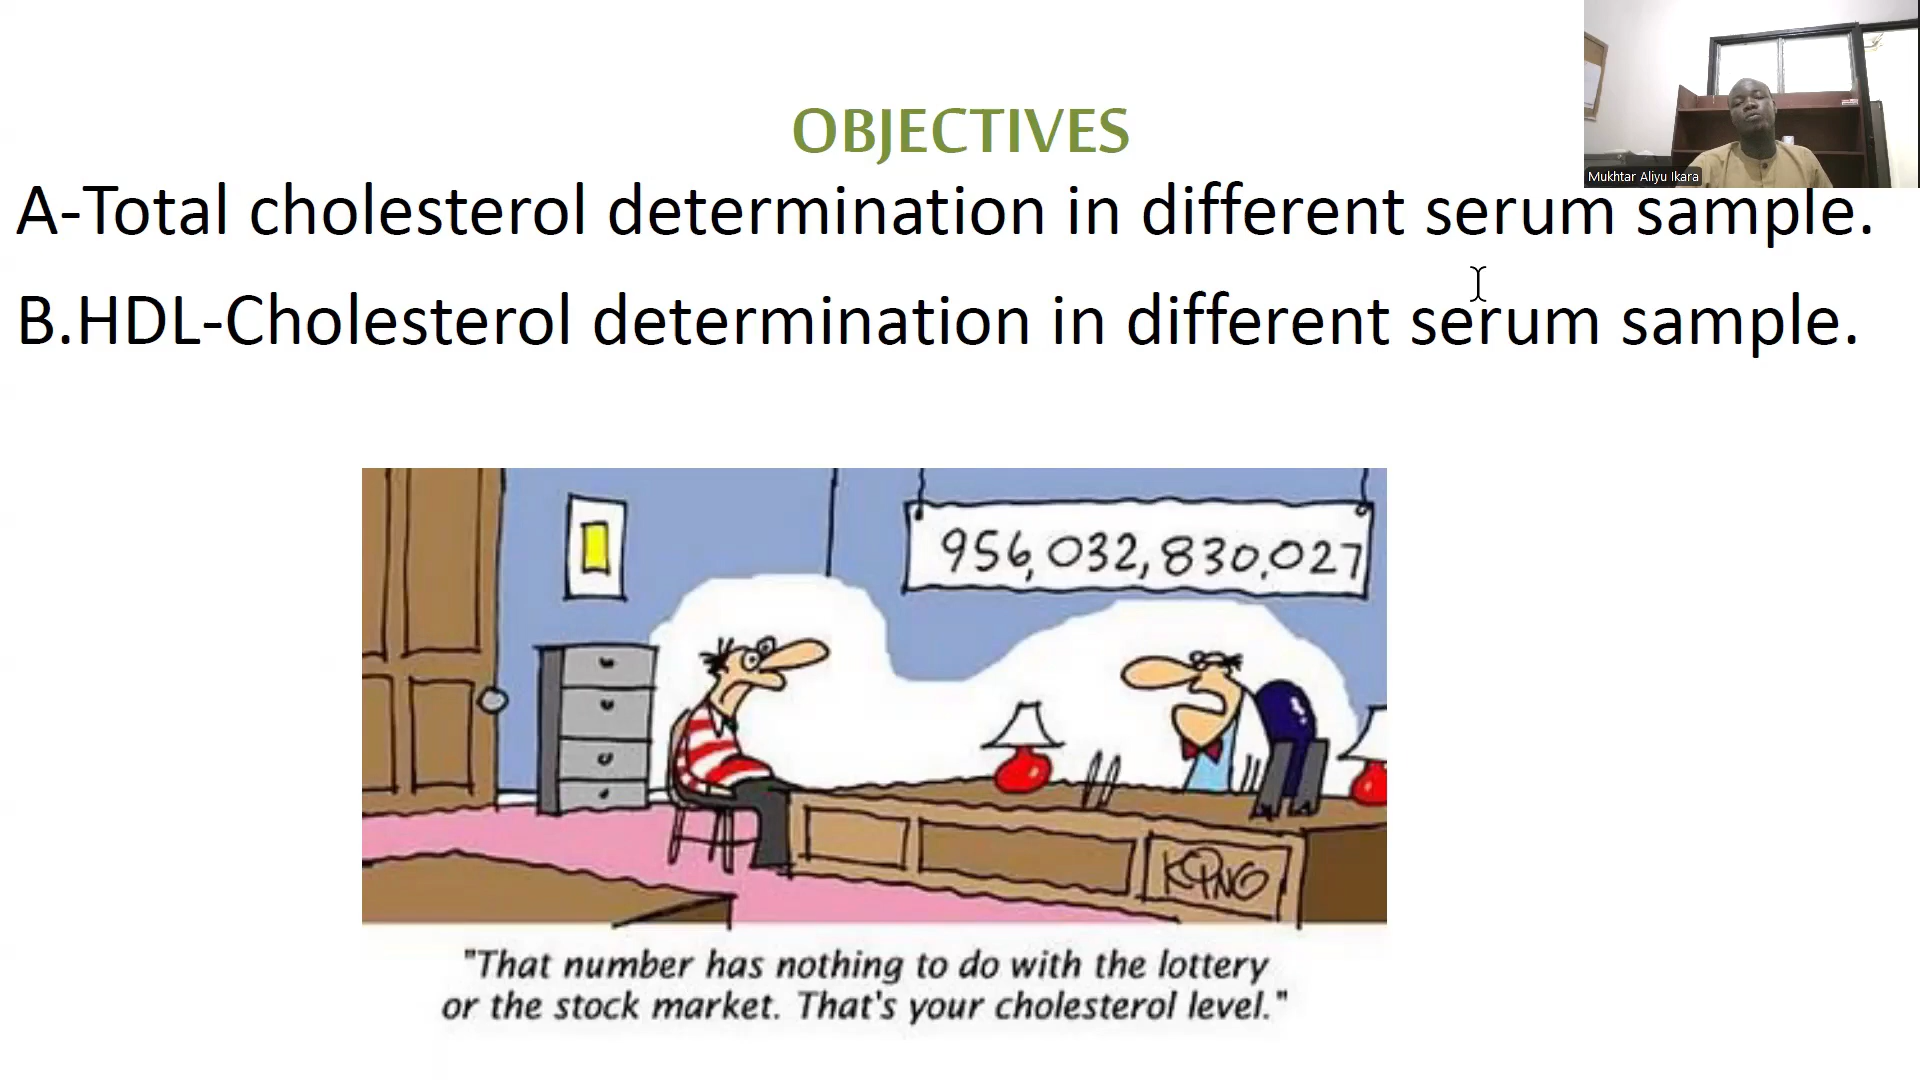 OBJECTIVES
Mukhtar Aliyu Ikara
A-Total cholesterol determination in different serum sample.
B.HDL-Cholesterol determination in different serum sample.
956,032,830,027
KING
"That number has nothing to do with the lottery
or the stock market. That's your cholesterol level."